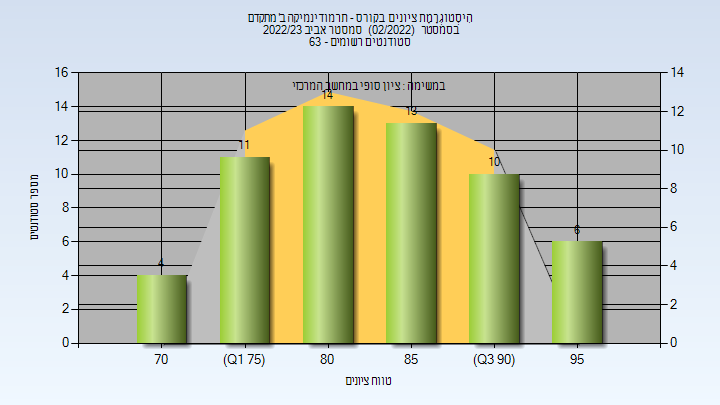 היסטוגרמת ציונים בקורס - תרמודינמיקה ב' מתקדם
בסמסטר (02/2022) סמסטר אביב 2022/23
סטודנטים רשומים - 63
במשימה : ציון סופי במחשב המרכזי
16 14
14 12
12 10
10 8
8 6
6 4
4 2
2 0
0
4 11 14 13 10 6
70 (Q1 75) 80 85 (Q3 90) 95
מספר סטודנטים
טווח ציונים